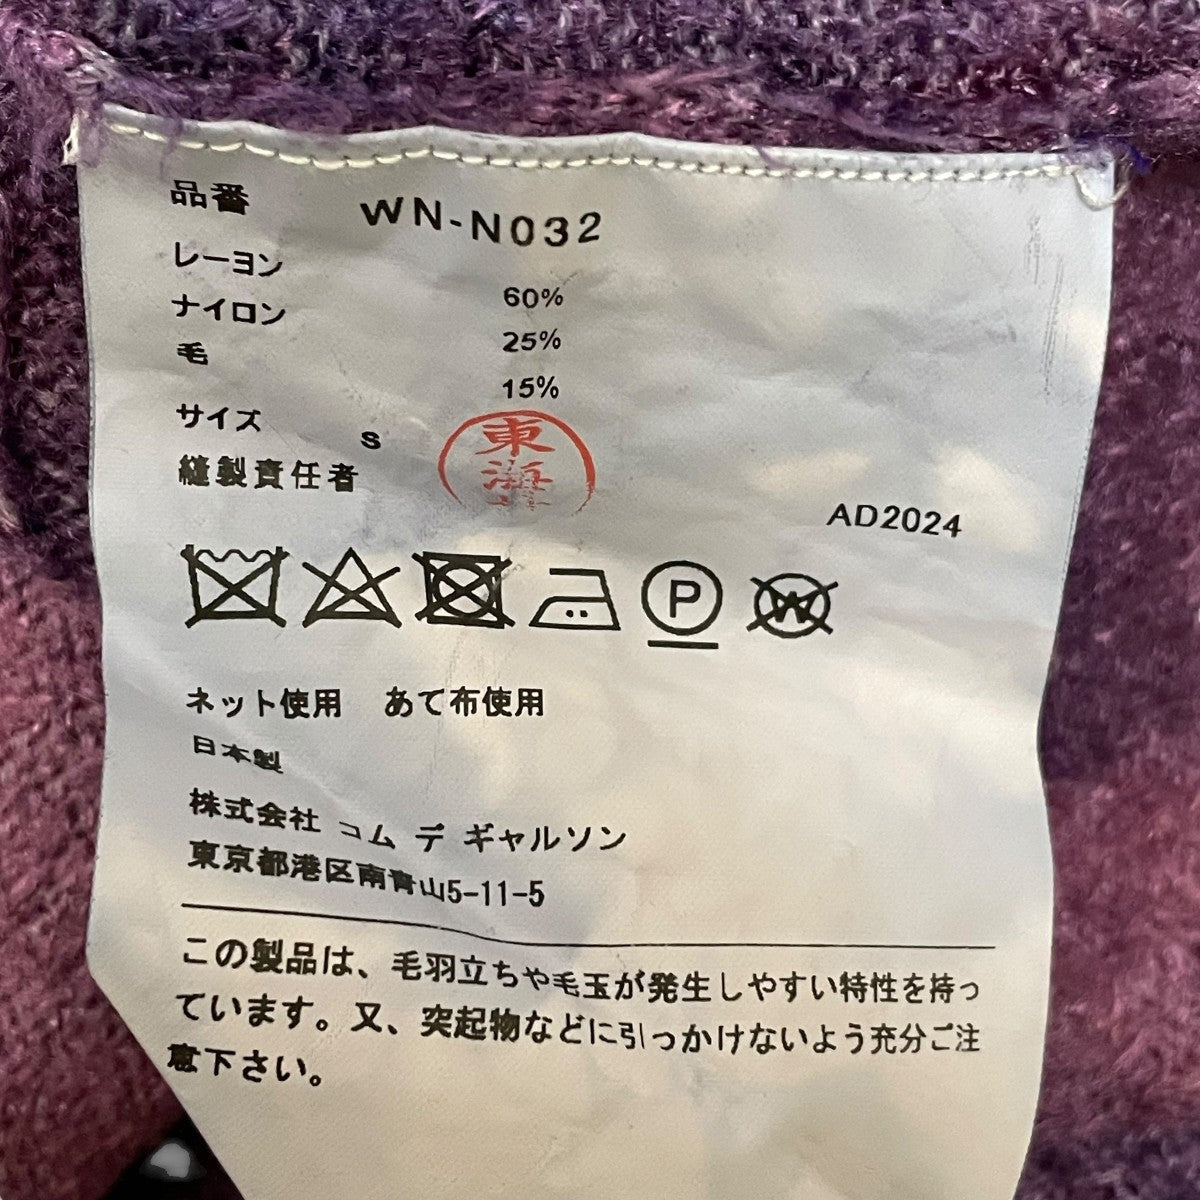 品番 WN-N032
レーヨン 60%
ナイロン 25%
毛 15%
サイズ S
縫製責任者 東海
AD2024
P W
ネット使用 あて布使用
日本製
株式会社 コム デ ギャルソン
東京都港区南青山5-11-5
この製品は、毛羽立ちや毛玉が発生しやすい特性を持っ
ています。又、突起物などに引っかけないよう充分ご注
意下さい。